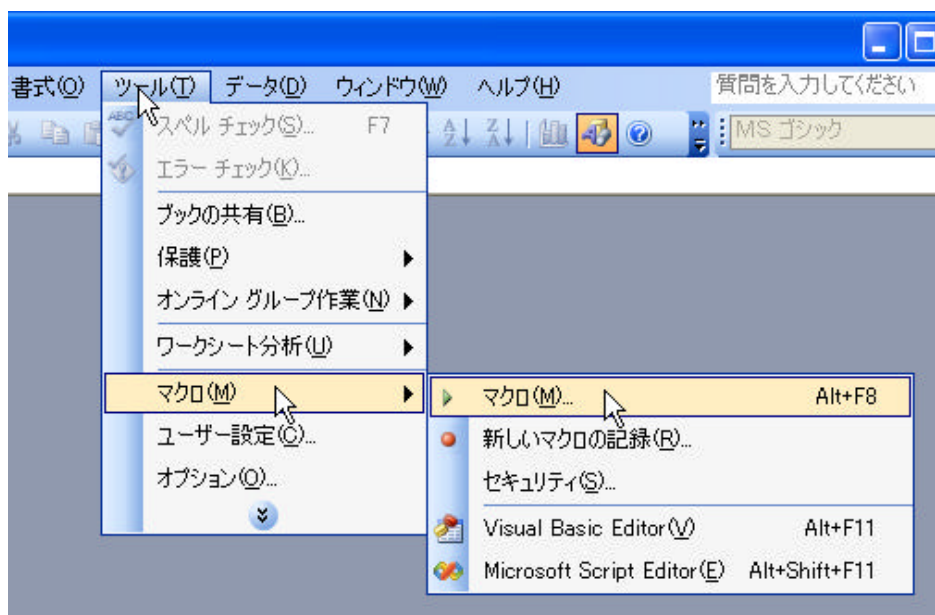 書式(O) ツール(T) データ(D) ウィンドウ(W) ヘルプ(H) 質問を入力してください
MS ゴシック
スペル チェック(S)... F7
エラー チェック(K)...
ブックの共有(B)...
保護(P)
オンライン グループ作業(N)
ワークシート分析(U)
マクロ(M)
ユーザー設定(C)...
オプション(O)...
マクロ(M)... Alt+F8
新しいマクロの記録(R)...
セキュリティ(S)...
Visual Basic Editor(V) Alt+F11
Microsoft Script Editor(E) Alt+Shift+F11